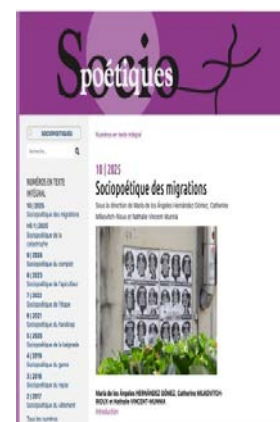 Socio
poétiques
SOCIOPOÉTIQUES
NUMÉROS EN TEXTE
INTÉGRAL
10 | 2025
Sociopoétique des migrations
HS-1 | 2025
Sociopoétique de la
catastrophe
9 | 2024
Sociopoétique du complot
8 | 2023
Sociopoétique de l'apiculteur
7 | 2022
Sociopoétique de l'étape
6 | 2021
Sociopoétique du handicap
5 | 2020
Sociopoétique de la baignade
4 | 2019
Sociopoétique du genre
3 | 2018
Sociopoétique du repas
2 | 2017
Sociopoétique du vêtement
Tous les numéros
Numéros en texte intégral
10 | 2025
Sociopoétique des migrations
Sous la direction de María de los Ángeles Hernández Gómez, Catherine
Milkovitch-Rioux et Nathalie Vincent-Munnia
María de los Ángeles HERNÁNDEZ GÓMEZ, Catherine MILKOVITCH-
RIOUX et Nathalie VINCENT-MUNNIA
Introduction